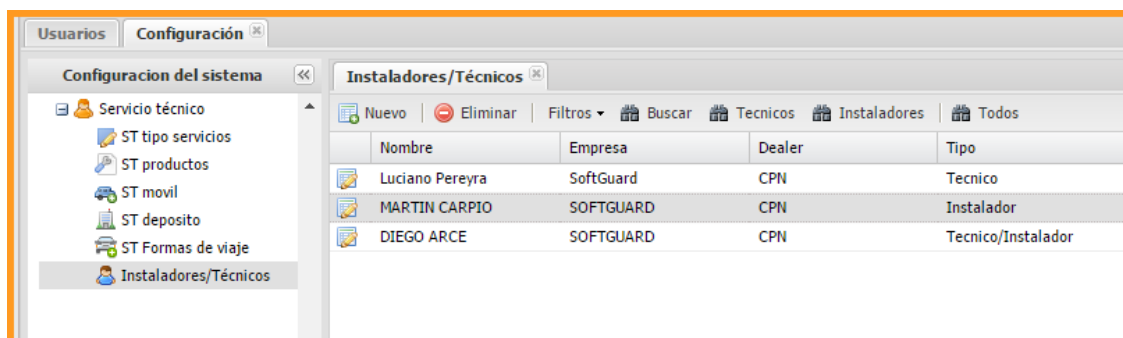 Usuarios Configuración
Configuracion del sistema
Servicio técnico
ST tipo servicios
ST productos
ST movil
ST deposito
ST Formas de viaje
Instaladores/Técnicos
Instaladores/Técnicos
Nuevo Eliminar Filtros Buscar Tecnicos Instaladores Todos
Nombre Empresa Dealer Tipo
Luciano Pereyra SoftGuard CPN Tecnico
MARTIN CARPIO SOFTGUARD CPN Instalador
DIEGO ARCE SOFTGUARD CPN Tecnico/Instalador